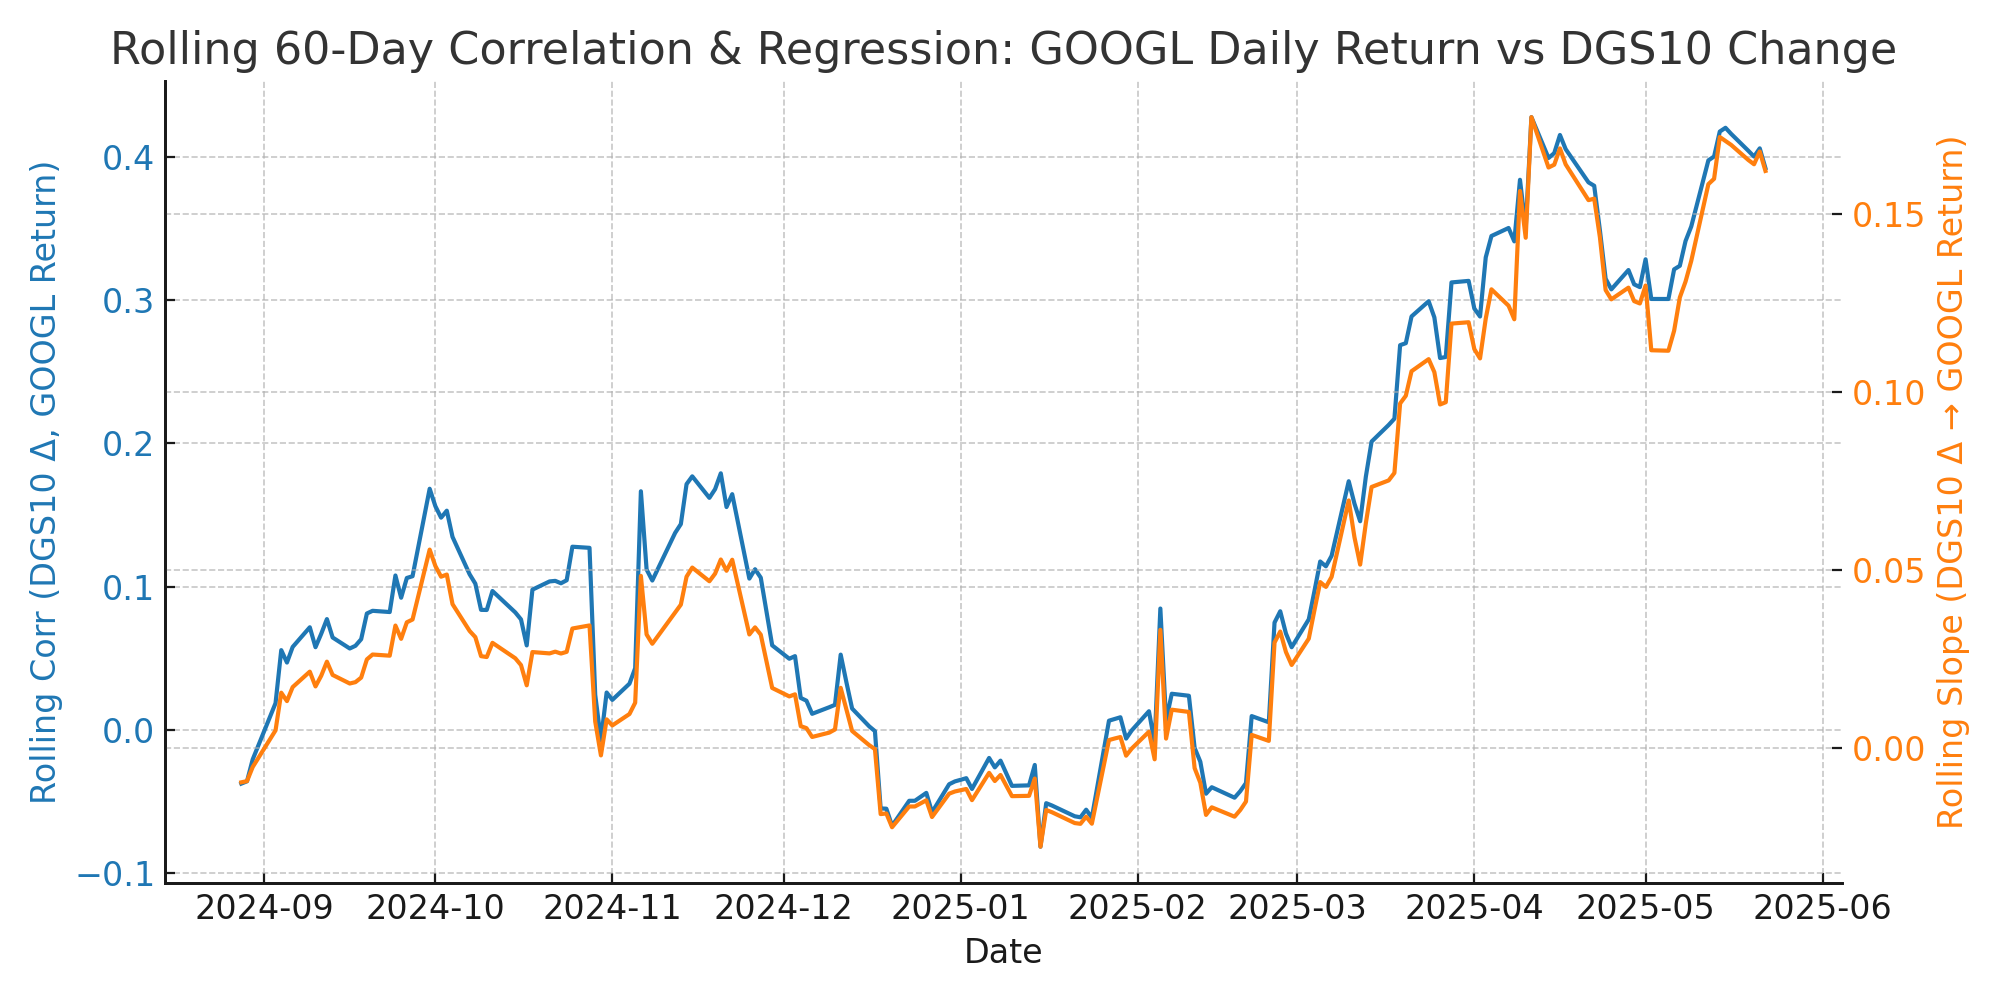 Rolling 60-Day Correlation & Regression: GOOGL Daily Return vs DGS10 Change
Rolling Corr (DGS10 Δ, GOOGL Return)
0.4
0.3
0.2
0.1
0.0
−0.1
0.15
0.10
0.05
0.00
Rolling Slope (DGS10 Δ → GOOGL Return)
2024-09 2024-10 2024-11 2024-12 2025-01 2025-02 2025-03 2025-04 2025-05 2025-06
Date